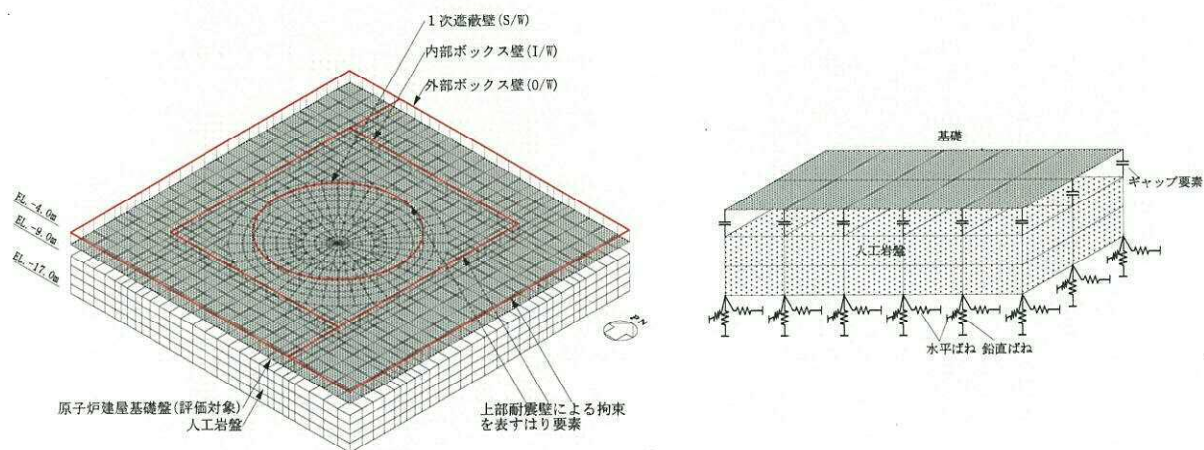 1次遮蔽壁(S/W)
内部ボックス壁(I/W)
外部ボックス壁(O/W)
EL.-4.0m
EL.-9.0m
EL.-17.0m
PN
原子炉建屋基礎盤(評価対象)
人工岩盤
上部耐震壁による拘束
を表すはり要素
基礎
ギャップ要素
人工岩盤
水平ばね 鉛直ばね